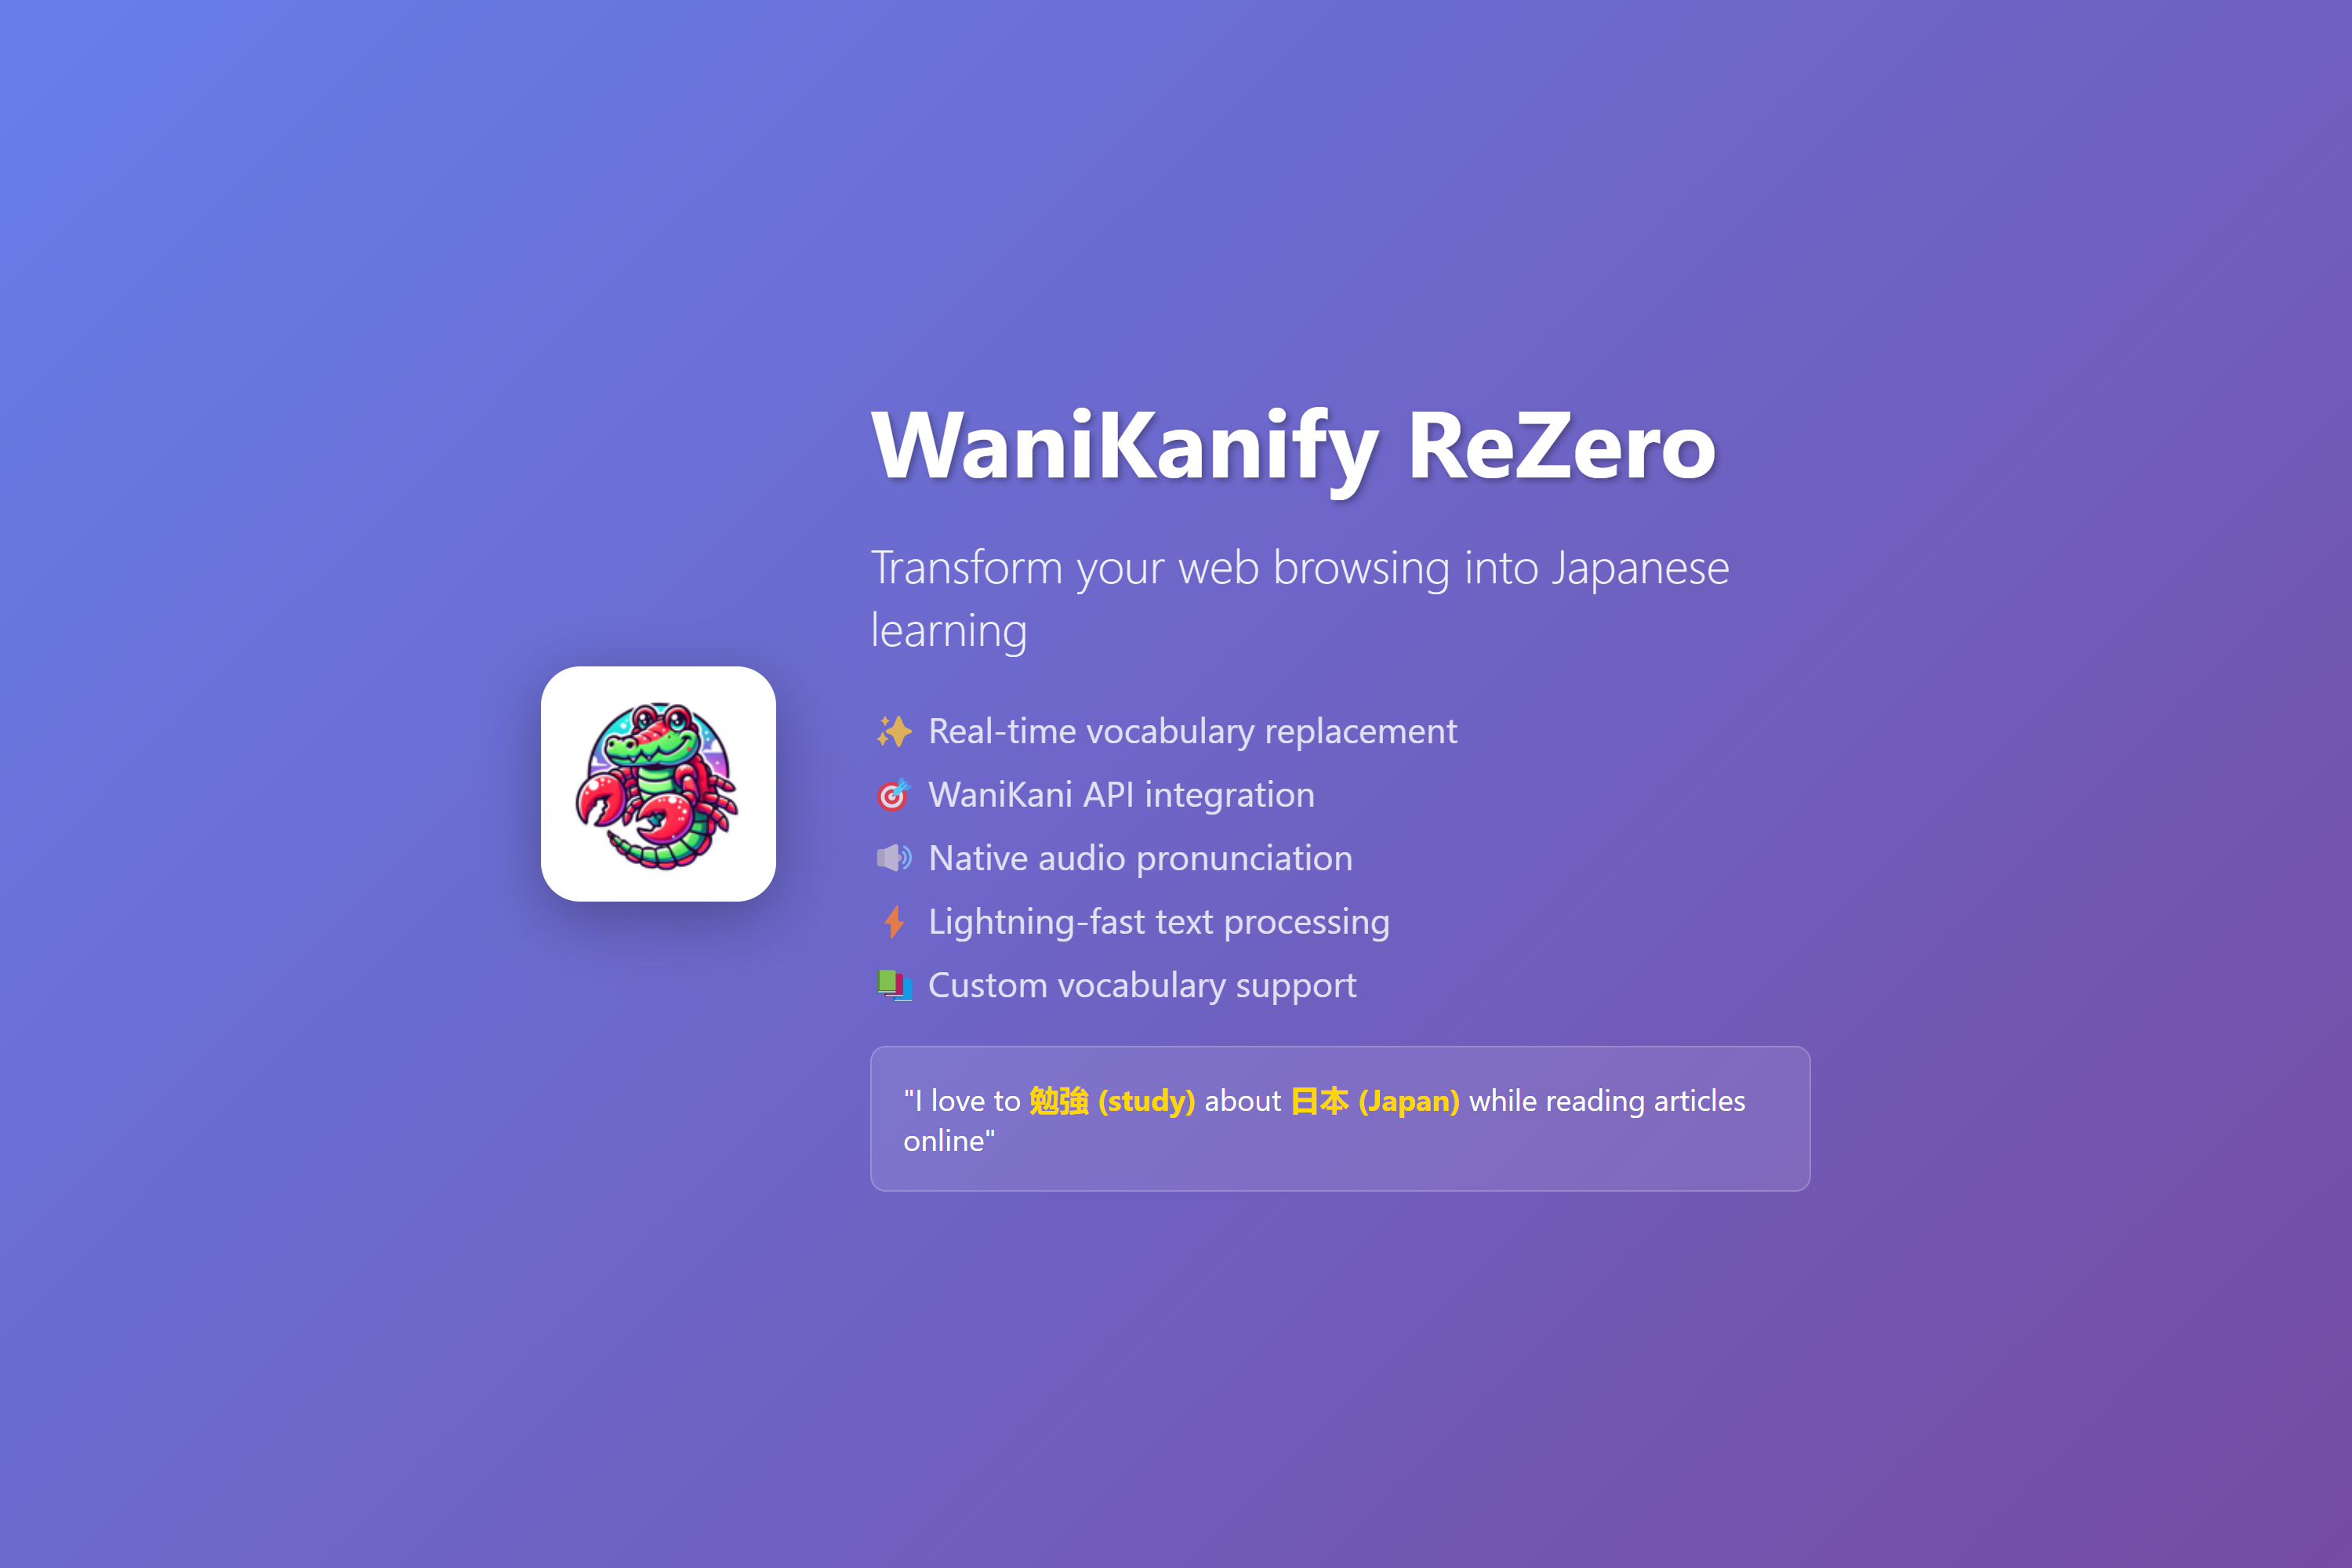 WaniKanify ReZero
Transform your web browsing into Japanese
learning
✨ Real-time vocabulary replacement
🎯 WaniKani API integration
🔊 Native audio pronunciation
⚡ Lightning-fast text processing
📚 Custom vocabulary support
"I love to 勉強 (study) about 日本 (Japan) while reading articles
online"